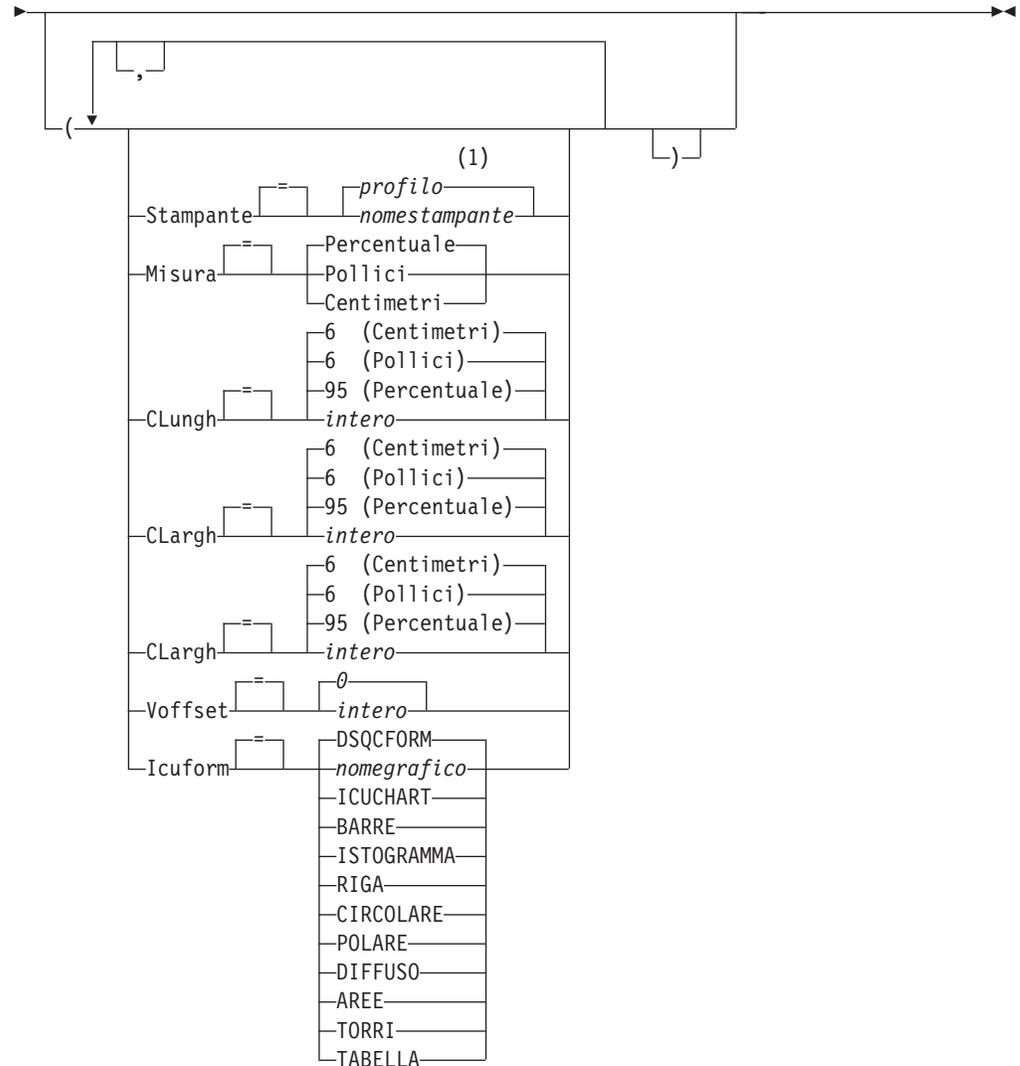 ,
(
)
(1)
Stampante = profilo
nomestampante
Misura = Percentuale
Pollici
Centimetri
6 (Centimetri)
6 (Pollici)
95 (Percentuale)
CLungh = intero
6 (Centimetri)
6 (Pollici)
95 (Percentuale)
CLargh = intero
6 (Centimetri)
6 (Pollici)
95 (Percentuale)
CLargh = intero
0
Voffset = intero
DSQCFORM
Icuform = nomegrafico
ICUCHART
BARRE
ISTOGRAMMA
RIGA
CIRCOLARE
POLARE
DIFFUSO
AREE
TORRI
TABELLA